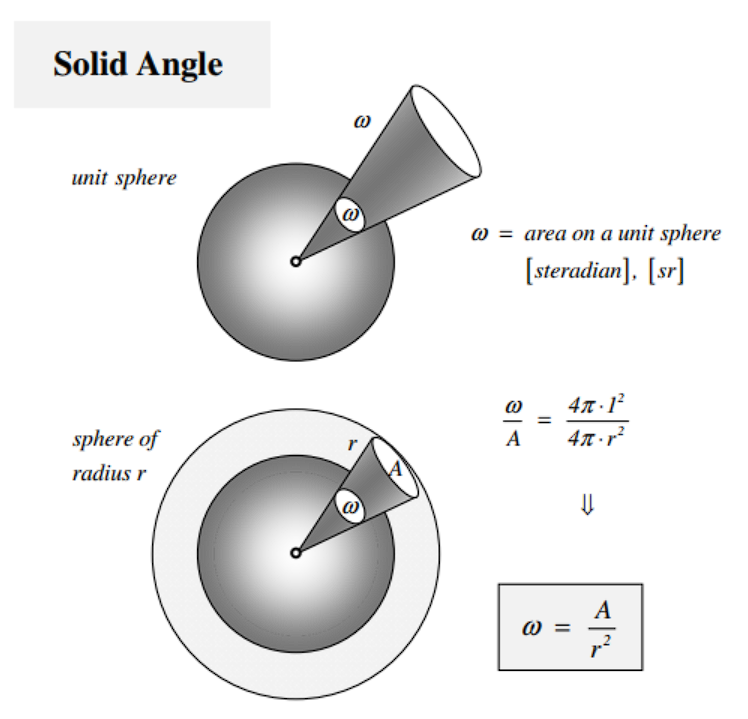 Solid Angle
ω
unit sphere
ω
ω = area on a unit sphere
[steradian], [sr]
sphere of
radius r
r
A
ω
ω/A = 4π·1²/4π·r²
⇓
ω = A/r²